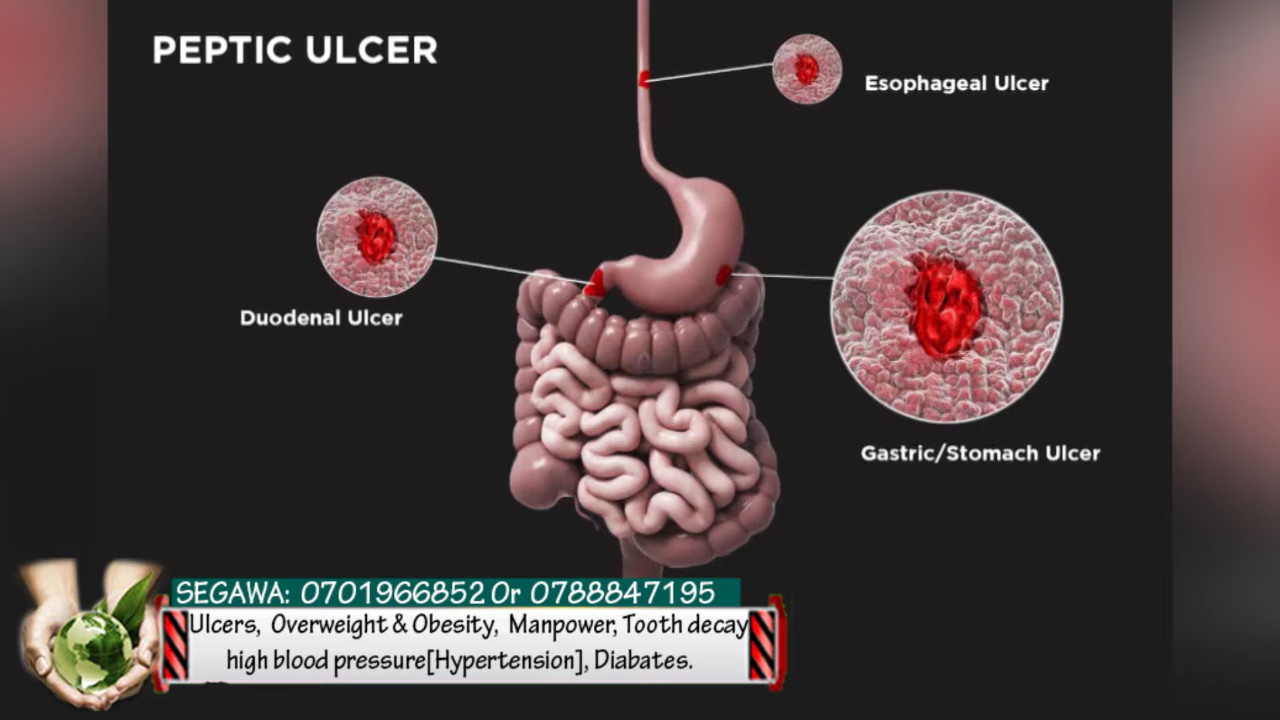 PEPTIC ULCER
Esophageal Ulcer
Duodenal Ulcer
Gastric/Stomach Ulcer
SEGAWA: 0701966852 Or 0788847195
Ulcers, Overweight & Obesity, Manpower, Tooth decay
high blood pressure[Hypertension], Diabates.